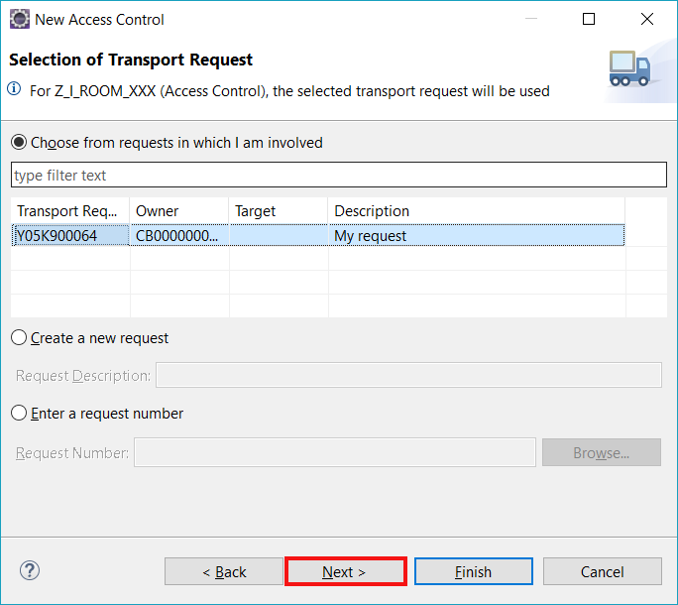 New Access Control
Selection of Transport Request
For Z_I_ROOM_XXX (Access Control), the selected transport request will be used
Choose from requests in which I am involved
type filter text
Transport Req... Owner Target Description
Y05K900064 CB0000000... My request
Create a new request
Request Description:
Enter a request number
Request Number: Browse...
? < Back Next > Finish Cancel